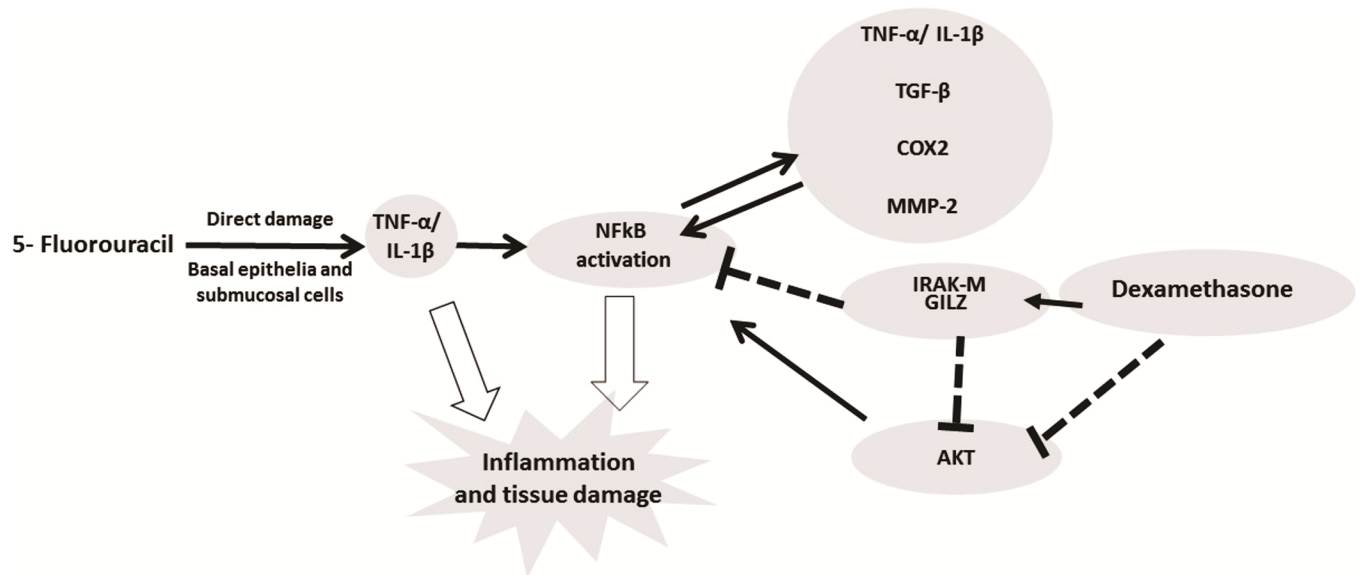 5- Fluorouracil
Direct damage
Basal epithelia and
submucosal cells
TNF-α/
IL-1β
NFkB
activation
TNF-α/ IL-1β
TGF-β
COX2
MMP-2
IRAK-M
GILZ
Dexamethasone
AKT
Inflammation
and tissue damage